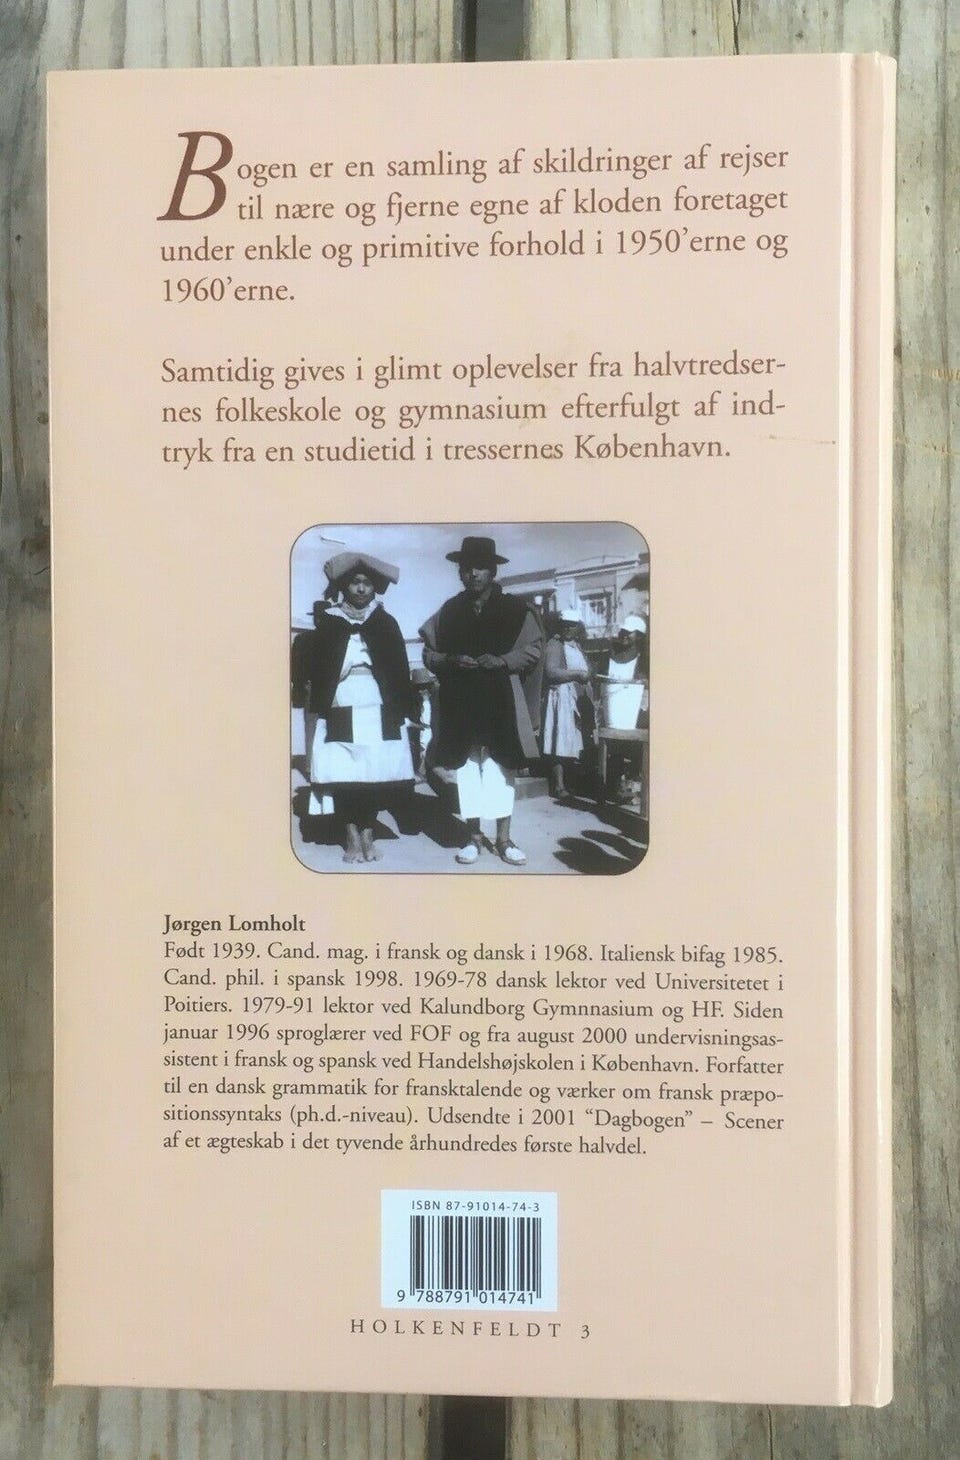 Bogen er en samling af skildringer af rejser
til nære og fjerne egne af kloden foretaget
under enkle og primitive forhold i 1950’erne og
1960’erne.
Samtidig gives i glimt oplevelser fra halvtredser-
nes folkeskole og gymnasium efterfulgt af ind-
tryk fra en studietid i tressernes København.
Jørgen Lomholt
Født 1939. Cand. mag. i fransk og dansk i 1968. Italiensk bifag 1985.
Cand. phil. i spansk 1998. 1969-78 dansk lektor ved Universitetet i
Poitiers. 1979-91 lektor ved Kalundborg Gymnnasium og HF. Siden
januar 1996 sproglærer ved FOF og fra august 2000 undervisningsas-
sistent i fransk og spansk ved Handelshøjskolen i København. Forfatter
til en dansk grammatik for fransktalende og værker om fransk præpo-
sitionssyntaks (ph.d.-niveau). Udsendte i 2001 “Dagbogen” – Scener
af et ægteskab i det tyvende århundredes første halvdel.
ISBN 87-91014-74-3
9 788791 014741
HOLKENFELDT 3